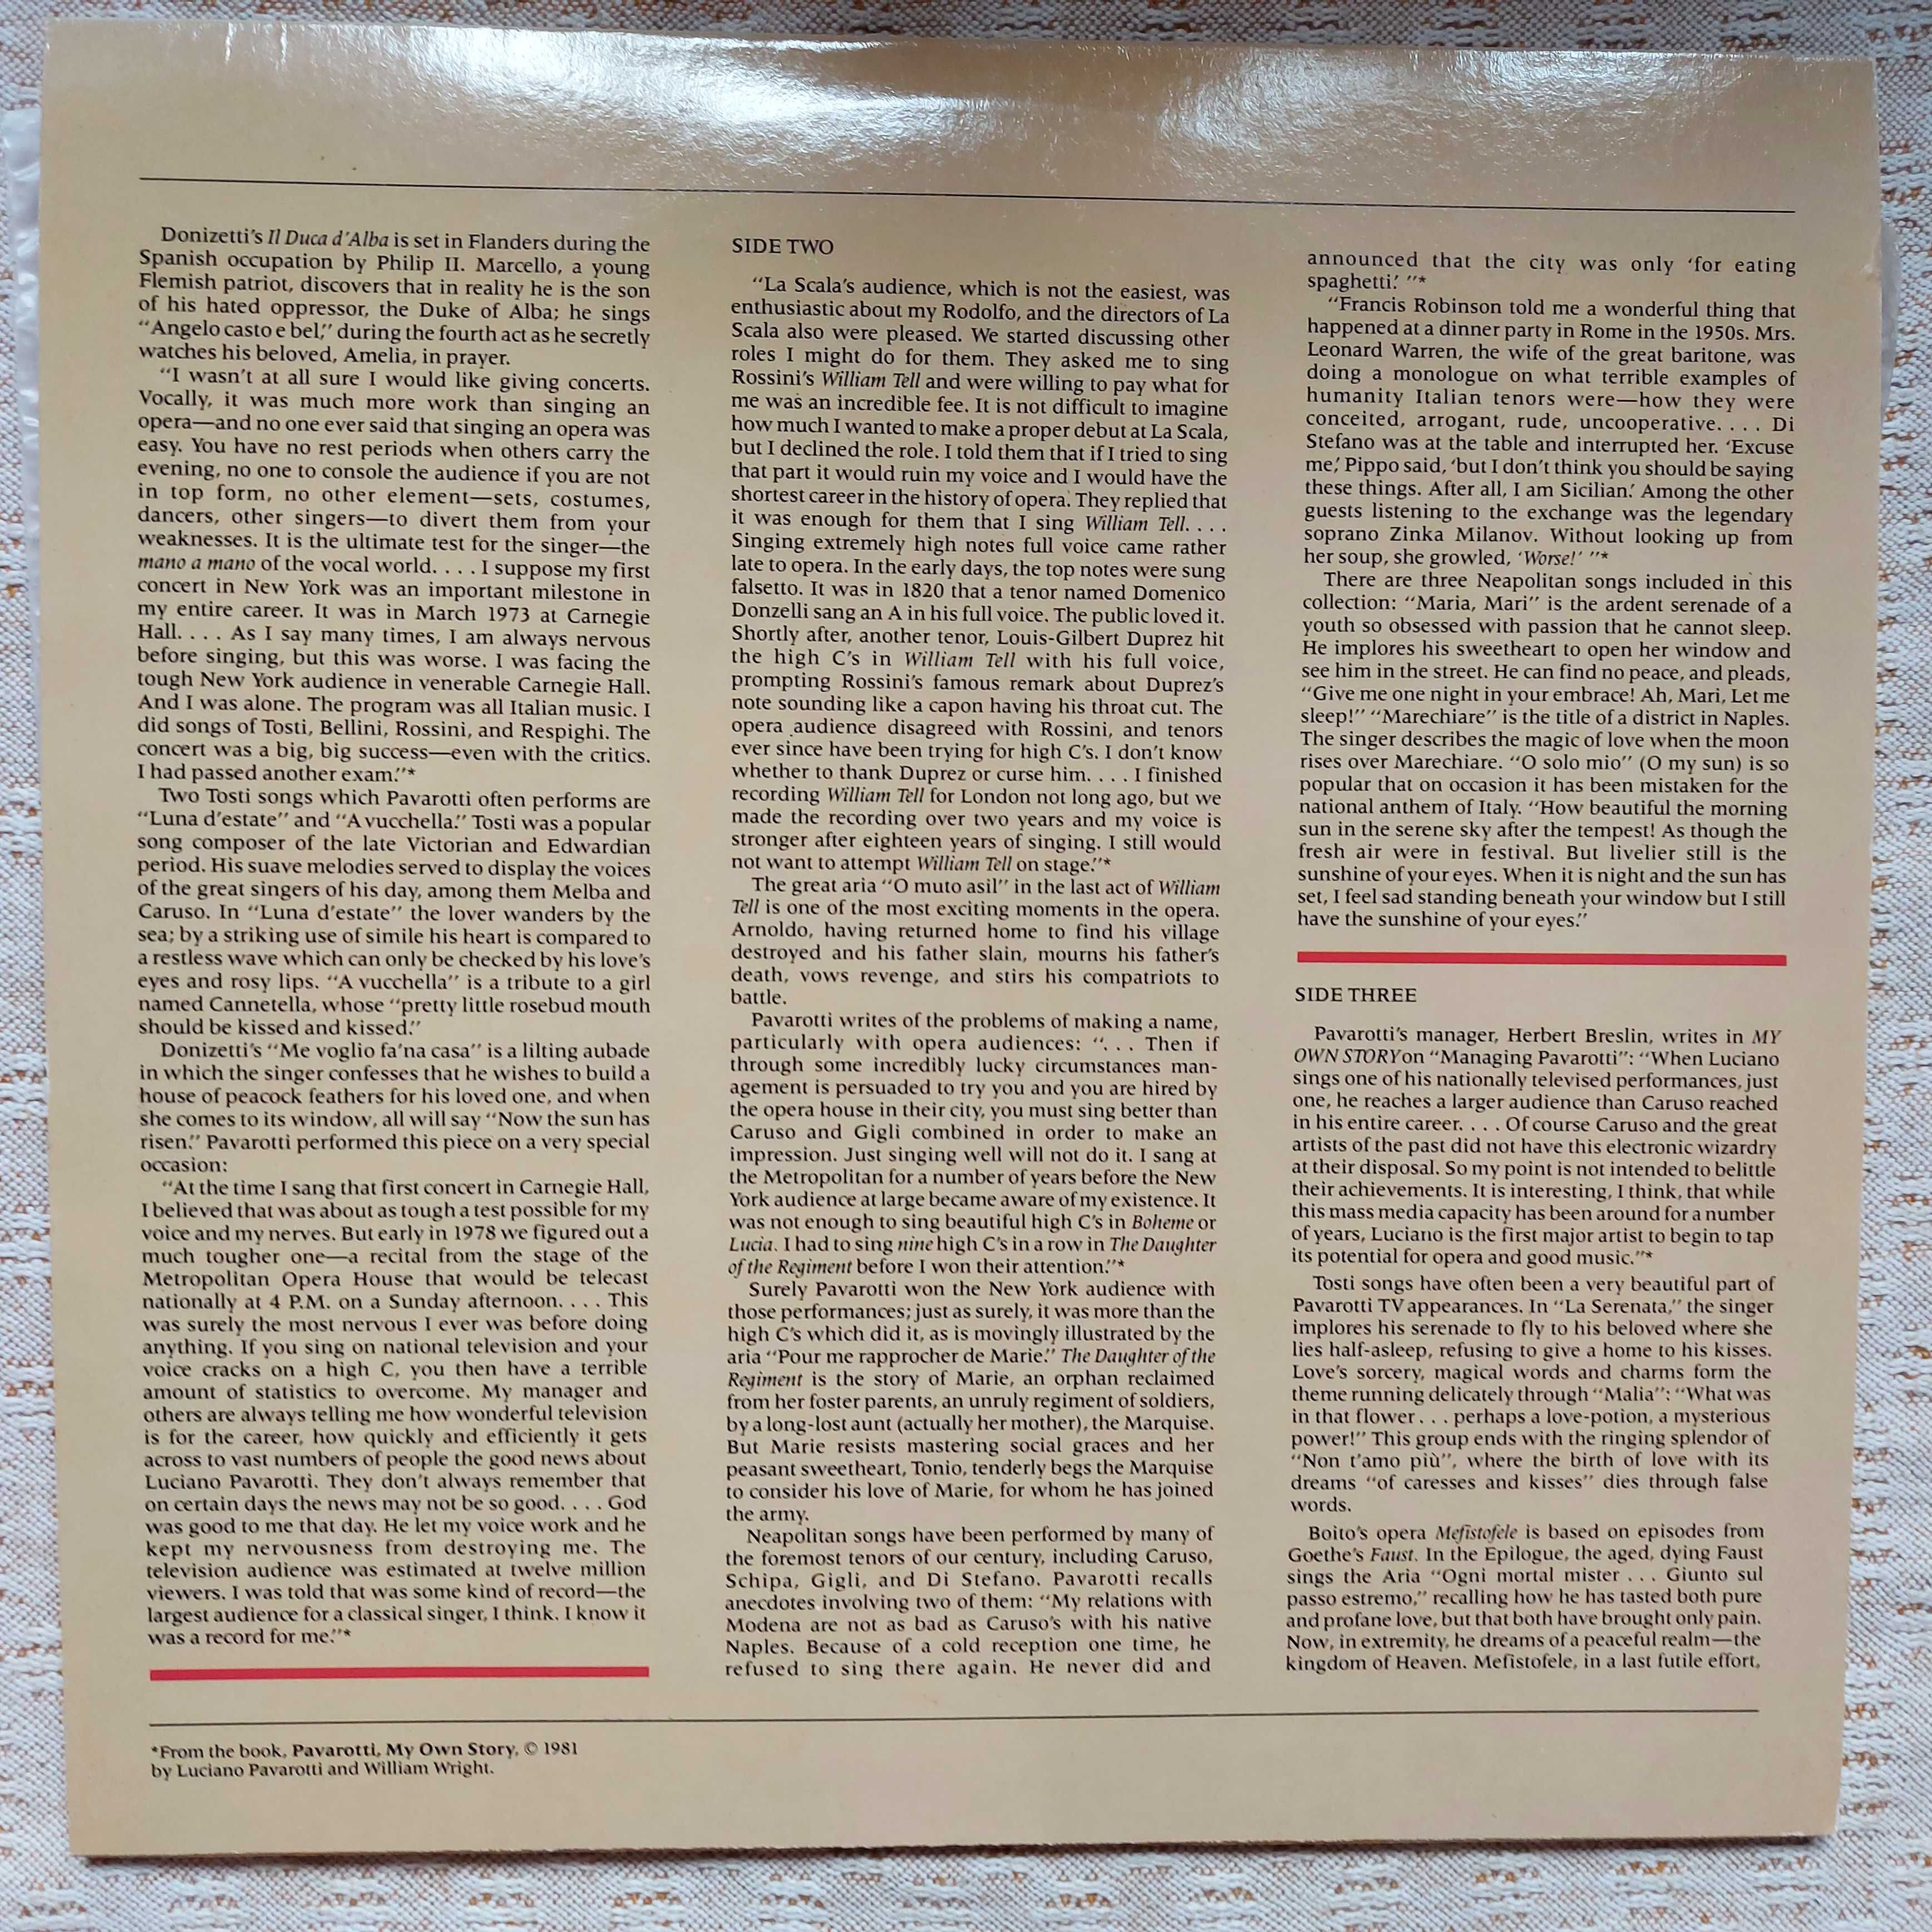 Donizetti's Il Duca d'Alba is set in Flanders during the
Spanish occupation by Philip II. Marcello, a young
Flemish patriot, discovers that in reality he is the son
of his hated oppressor, the Duke of Alba; he sings
“Angelo casto e bel,” during the fourth act as he secretly
watches his beloved, Amelia, in prayer.
“I wasn't at all sure I would like giving concerts.
Vocally, it was much more work than singing an
opera—and no one ever said that singing an opera was
easy. You have no rest periods when others carry the
evening, no one to console the audience if you are not
in top form, no other element—sets, costumes,
dancers, other singers—to divert them from your
weaknesses. It is the ultimate test for the singer—the
mano a mano of the vocal world. . . . I suppose my first
concert in New York was an important milestone in
my entire career. It was in March 1973 at Carnegie
Hall. . . . As I say many times, I am always nervous
before singing, but this was worse. I was facing the
tough New York audience in venerable Carnegie Hall.
And I was alone. The program was all Italian music. I
did songs of Tosti, Bellini, Rossini, and Respighi. The
concert was a big, big success—even with the critics.
I had passed another exam.”*
Two Tosti songs which Pavarotti often performs are
“Luna d'estate” and “A vucchella.” Tosti was a popular
song composer of the late Victorian and Edwardian
period. His suave melodies served to display the voices
of the great singers of his day, among them Melba and
Caruso. In “Luna d'estate” the lover wanders by the
sea; by a striking use of simile his heart is compared to
a restless wave which can only be checked by his love's
eyes and rosy lips. “A vucchella” is a tribute to a girl
named Cannetella, whose “pretty little rosebud mouth
should be kissed and kissed.”
Donizetti's “Me voglio fa'na casa” is a lilting aubade
in which the singer confesses that he wishes to build a
house of peacock feathers for his loved one, and when
she comes to its window, all will say “Now the sun has
risen.” Pavarotti performed this piece on a very special
occasion:
“At the time I sang that first concert in Carnegie Hall,
I believed that was about as tough a test possible for my
voice and my nerves. But early in 1978 we figured out a
much tougher one—a recital from the stage of the
Metropolitan Opera House that would be telecast
nationally at 4 P.M. on a Sunday afternoon. . . . This
was surely the most nervous I ever was before doing
anything. If you sing on national television and your
voice cracks on a high C, you then have a terrible
amount of statistics to overcome. My manager and
others are always telling me how wonderful television
is for the career, how quickly and efficiently it gets
across to vast numbers of people the good news about
Luciano Pavarotti. They don't always remember that
on certain days the news may not be so good. . . . God
was good to me that day. He let my voice work and he
kept my nervousness from destroying me. The
television audience was estimated at twelve million
viewers. I was told that was some kind of record—the
largest audience for a classical singer, I think. I know it
was a record for me.”*
SIDE TWO
“La Scala's audience, which is not the easiest, was
enthusiastic about my Rodolfo, and the directors of La
Scala also were pleased. We started discussing other
roles I might do for them. They asked me to sing
Rossini's William Tell and were willing to pay what for
me was an incredible fee. It is not difficult to imagine
how much I wanted to make a proper debut at La Scala,
but I declined the role. I told them that if I tried to sing
that part it would ruin my voice and I would have the
shortest career in the history of opera. They replied that
it was enough for them that I sing William Tell. . . .
Singing extremely high notes full voice came rather
late to opera. In the early days, the top notes were sung
falsetto. It was in 1820 that a tenor named Domenico
Donzelli sang an A in his full voice. The public loved it.
Shortly after, another tenor, Louis-Gilbert Duprez hit
the high C's in William Tell with his full voice,
prompting Rossini's famous remark about Duprez's
note sounding like a capon having his throat cut. The
opera audience disagreed with Rossini, and tenors
ever since have been trying for high C's. I don't know
whether to thank Duprez or curse him. . . . I finished
recording William Tell for London not long ago, but we
made the recording over two years and my voice is
stronger after eighteen years of singing. I still would
not want to attempt William Tell on stage.”*
The great aria “O muto asil” in the last act of William
Tell is one of the most exciting moments in the opera.
Arnoldo, having returned home to find his village
destroyed and his father slain, mourns his father's
death, vows revenge, and stirs his compatriots to
battle.
Pavarotti writes of the problems of making a name,
particularly with opera audiences: “. . . Then if
through some incredibly lucky circumstances man-
agement is persuaded to try you and you are hired by
the opera house in their city, you must sing better than
Caruso and Gigli combined in order to make an
impression. Just singing well will not do it. I sang at
the Metropolitan for a number of years before the New
York audience at large became aware of my existence. It
was not enough to sing beautiful high C's in Boheme or
Lucia. I had to sing nine high C's in a row in The Daughter
of the Regiment before I won their attention.”*
Surely Pavarotti won the New York audience with
those performances; just as surely, it was more than the
high C's which did it, as is movingly illustrated by the
aria “Pour me rapprocher de Marie.” The Daughter of the
Regiment is the story of Marie, an orphan reclaimed
from her foster parents, an unruly regiment of soldiers,
by a long-lost aunt (actually her mother), the Marquise.
But Marie resists mastering social graces and her
peasant sweetheart, Tonio, tenderly begs the Marquise
to consider his love of Marie, for whom he has joined
the army.
Neapolitan songs have been performed by many of
the foremost tenors of our century, including Caruso,
Schipa, Gigli, and Di Stefano. Pavarotti recalls
anecdotes involving two of them: “My relations with
Modena are not as bad as Caruso's with his native
Naples. Because of a cold reception one time, he
refused to sing there again. He never did and
announced that the city was only ‘for eating
spaghetti.’ ”*
“Francis Robinson told me a wonderful thing that
happened at a dinner party in Rome in the 1950s. Mrs.
Leonard Warren, the wife of the great baritone, was
doing a monologue on what terrible examples of
humanity Italian tenors were—how they were
conceited, arrogant, rude, uncooperative. . . . Di
Stefano was at the table and interrupted her. ‘Excuse
me,’ Pippo said, ‘but I don't think you should be saying
these things. After all, I am Sicilian.’ Among the other
guests listening to the exchange was the legendary
soprano Zinka Milanov. Without looking up from
her soup, she growled, ‘Worse!’ ”*
There are three Neapolitan songs included in this
collection: “Maria, Mari” is the ardent serenade of a
youth so obsessed with passion that he cannot sleep.
He implores his sweetheart to open her window and
see him in the street. He can find no peace, and pleads,
“Give me one night in your embrace! Ah, Mari, Let me
sleep!” “Marechiare” is the title of a district in Naples.
The singer describes the magic of love when the moon
rises over Marechiare. “O solo mio” (O my sun) is so
popular that on occasion it has been mistaken for the
national anthem of Italy. “How beautiful the morning
sun in the serene sky after the tempest! As though the
fresh air were in festival. But livelier still is the
sunshine of your eyes. When it is night and the sun has
set, I feel sad standing beneath your window but I still
have the sunshine of your eyes.”
SIDE THREE
Pavarotti's manager, Herbert Breslin, writes in MY
OWN STORY on “Managing Pavarotti”: “When Luciano
sings one of his nationally televised performances, just
one, he reaches a larger audience than Caruso reached
in his entire career. . . . Of course Caruso and the great
artists of the past did not have this electronic wizardry
at their disposal. So my point is not intended to belittle
their achievements. It is interesting, I think, that while
this mass media capacity has been around for a number
of years, Luciano is the first major artist to begin to tap
its potential for opera and good music.”*
Tosti songs have often been a very beautiful part of
Pavarotti TV appearances. In “La Serenata,” the singer
implores his serenade to fly to his beloved where she
lies half-asleep, refusing to give a home to his kisses.
Love's sorcery, magical words and charms form the
theme running delicately through “Malia”: “What was
in that flower . . . perhaps a love-potion, a mysterious
power!” This group ends with the ringing splendor of
“Non t'amo più”, where the birth of love with its
dreams “of caresses and kisses” dies through false
words.
Boito's opera Mefistofele is based on episodes from
Goethe's Faust. In the Epilogue, the aged, dying Faust
sings the Aria “Ogni mortal mister . . . Giunto sul
passo estremo,” recalling how he has tasted both pure
and profane love, but that both have brought only pain.
Now, in extremity, he dreams of a peaceful realm—the
kingdom of Heaven. Mefistofele, in a last futile effort,
*From the book, Pavarotti, My Own Story, © 1981
by Luciano Pavarotti and William Wright.